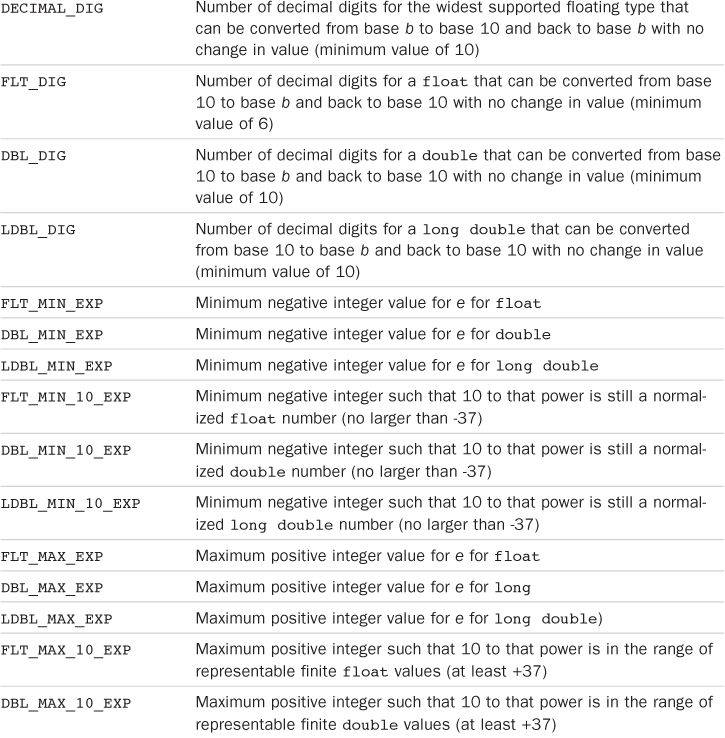 DECIMAL_DIG Number of decimal digits for the widest supported floating type that
can be converted from base b to base 10 and back to base b with no
change in value (minimum value of 10)
FLT_DIG Number of decimal digits for a float that can be converted from base
10 to base b and back to base 10 with no change in value (minimum
value of 6)
DBL_DIG Number of decimal digits for a double that can be converted from base
10 to base b and back to base 10 with no change in value (minimum
value of 10)
LDBL_DIG Number of decimal digits for a long double that can be converted
from base 10 to base b and back to base 10 with no change in value
(minimum value of 10)
FLT_MIN_EXP Minimum negative integer value for e for float
DBL_MIN_EXP Minimum negative integer value for e for double
LDBL_MIN_EXP Minimum negative integer value for e for long double
FLT_MIN_10_EXP Minimum negative integer such that 10 to that power is still a normal-
ized float number (no larger than -37)
DBL_MIN_10_EXP Minimum negative integer such that 10 to that power is still a normal-
ized double number (no larger than -37)
LDBL_MIN_10_EXP Minimum negative integer such that 10 to that power is still a normal-
ized long double number (no larger than -37)
FLT_MAX_EXP Maximum positive integer value for e for float
DBL_MAX_EXP Maximum positive integer value for e for long
LDBL_MAX_EXP Maximum positive integer value for e for long double)
FLT_MAX_10_EXP Maximum positive integer such that 10 to that power is in the range of
representable finite float values (at least +37)
DBL_MAX_10_EXP Maximum positive integer such that 10 to that power is in the range of
representable finite double values (at least +37)